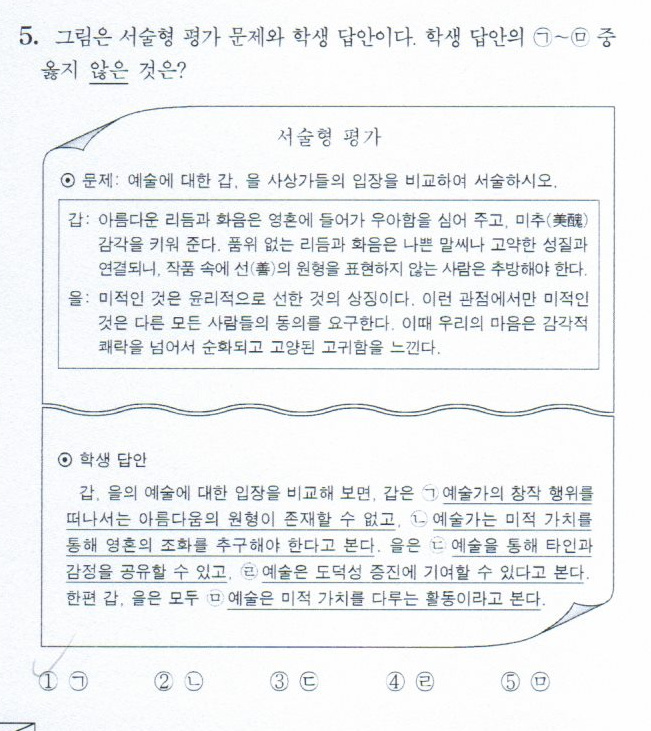 5. 그림은 서술형 평가 문제와 학생 답안이다. 학생 답안의 ㉠~㉤ 중
옳지 않은 것은?
서술형 평가
⊙ 문제: 예술에 대한 갑, 을 사상가들의 입장을 비교하여 서술하시오.
갑: 아름다운 리듬과 화음은 영혼에 들어가 우아함을 심어 주고, 미추(美醜)
감각을 키워 준다. 품위 없는 리듬과 화음은 나쁜 말씨나 고약한 성질과
연결되니, 작품 속에 선(善)의 원형을 표현하지 않는 사람은 추방해야 한다.
을: 미적인 것은 윤리적으로 선한 것의 상징이다. 이런 관점에서만 미적인
것은 다른 모든 사람들의 동의를 요구한다. 이때 우리의 마음은 감각적
쾌락을 넘어서 순화되고 고양된 고귀함을 느낀다.
⊙ 학생 답안
갑, 을의 예술에 대한 입장을 비교해 보면, 갑은 ㉠ 예술가의 창작 행위를
떠나서는 아름다움의 원형이 존재할 수 없고, ㉡ 예술가는 미적 가치를
통해 영혼의 조화를 추구해야 한다고 본다. 을은 ㉢ 예술을 통해 타인과
감정을 공유할 수 있고, ㉣ 예술은 도덕성 증진에 기여할 수 있다고 본다.
한편 갑, 을은 모두 ㉤ 예술은 미적 가치를 다루는 활동이라고 본다.
① ㉠ ② ㉡ ③ ㉢ ④ ㉣ ⑤ ㉤